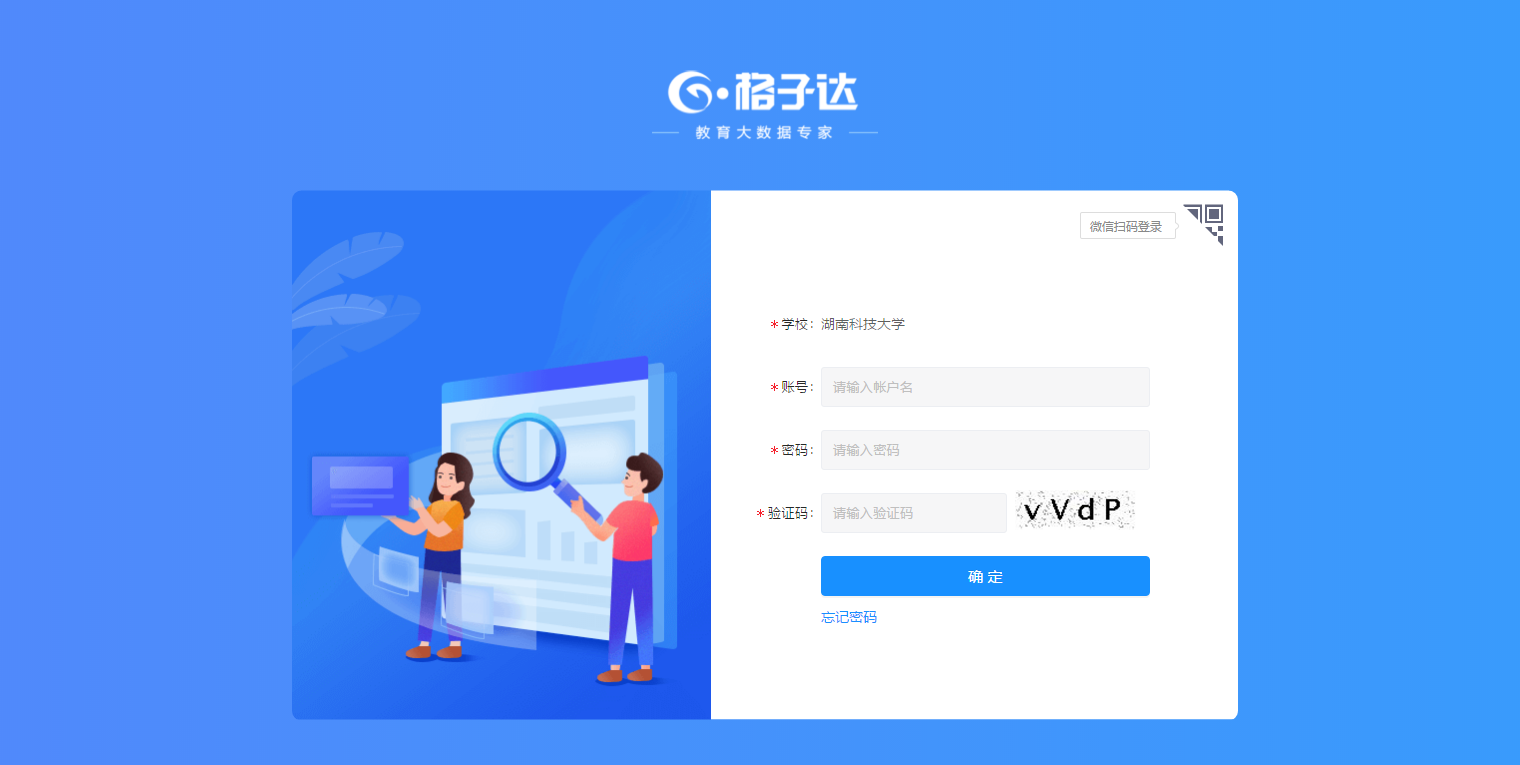 格子达
教育大数据专家
微信扫码登录
*学校：湖南科技大学
*账号：请输入帐户名
*密码：请输入密码
*验证码：请输入验证码 vVdP
确 定
忘记密码